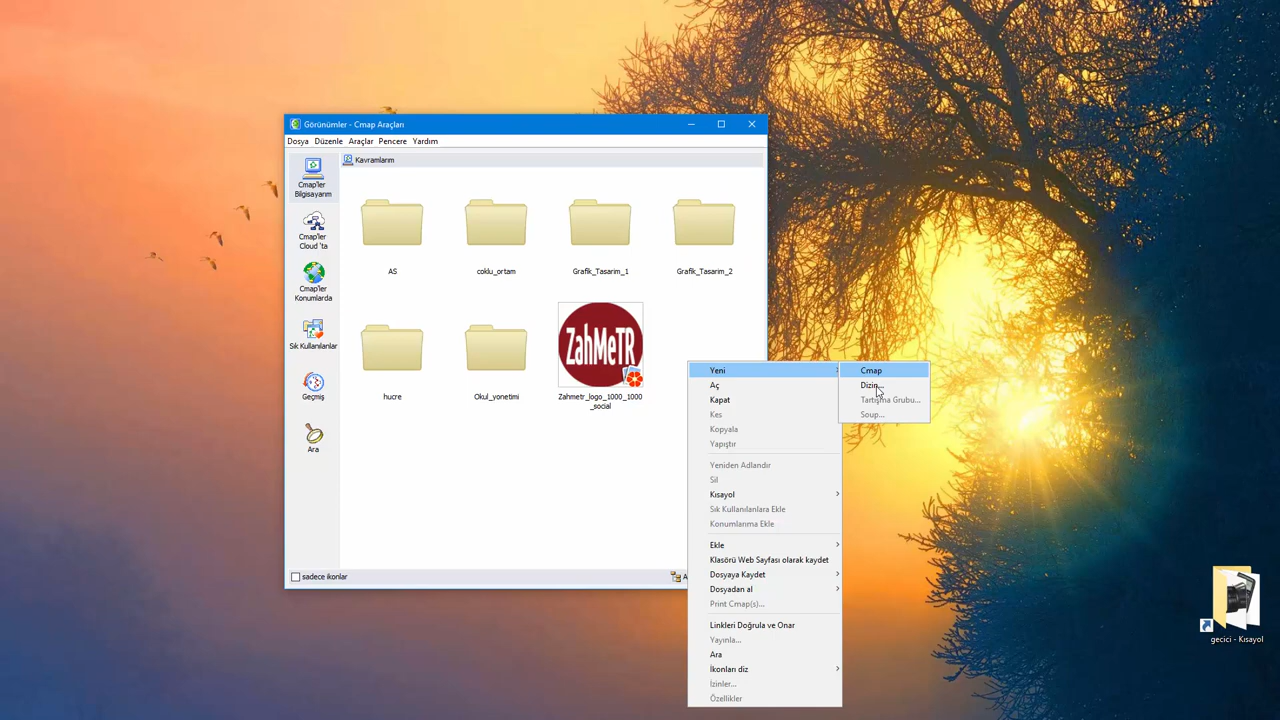 Görünümler - Cmap Araçları
Dosya Düzenle Araçlar Pencere Yardım
Kavramlarım
Cmap'ler
Bilgisayarım
Cmap'ler
Cloud 'ta
Cmap'ler
Konumlarda
Sık Kullanılanlar
Geçmiş
Ara
AS
coklu_ortam
Grafik_Tasarim_1
Grafik_Tasarim_2
hucre
Okul_yonetimi
ZahMeTR
Zahmetr_logo_1000_1000
_social
sadece ikonlar
Yeni
Aç
Kapat
Kes
Kopyala
Yapıştır
Yeniden Adlandır
Sil
Kısayol
Sık Kullanılanlara Ekle
Konumlarıma Ekle
Ekle
Klasörü Web Sayfası olarak kaydet
Dosyaya Kaydet
Dosyadan al
Print Cmap(s)...
Linkleri Doğrula ve Onar
Yayınla...
Ara
İkonları diz
İzinler...
Özellikler
Cmap
Dizin...
Tartışma Grubu...
Soup...
gecici - Kısayol